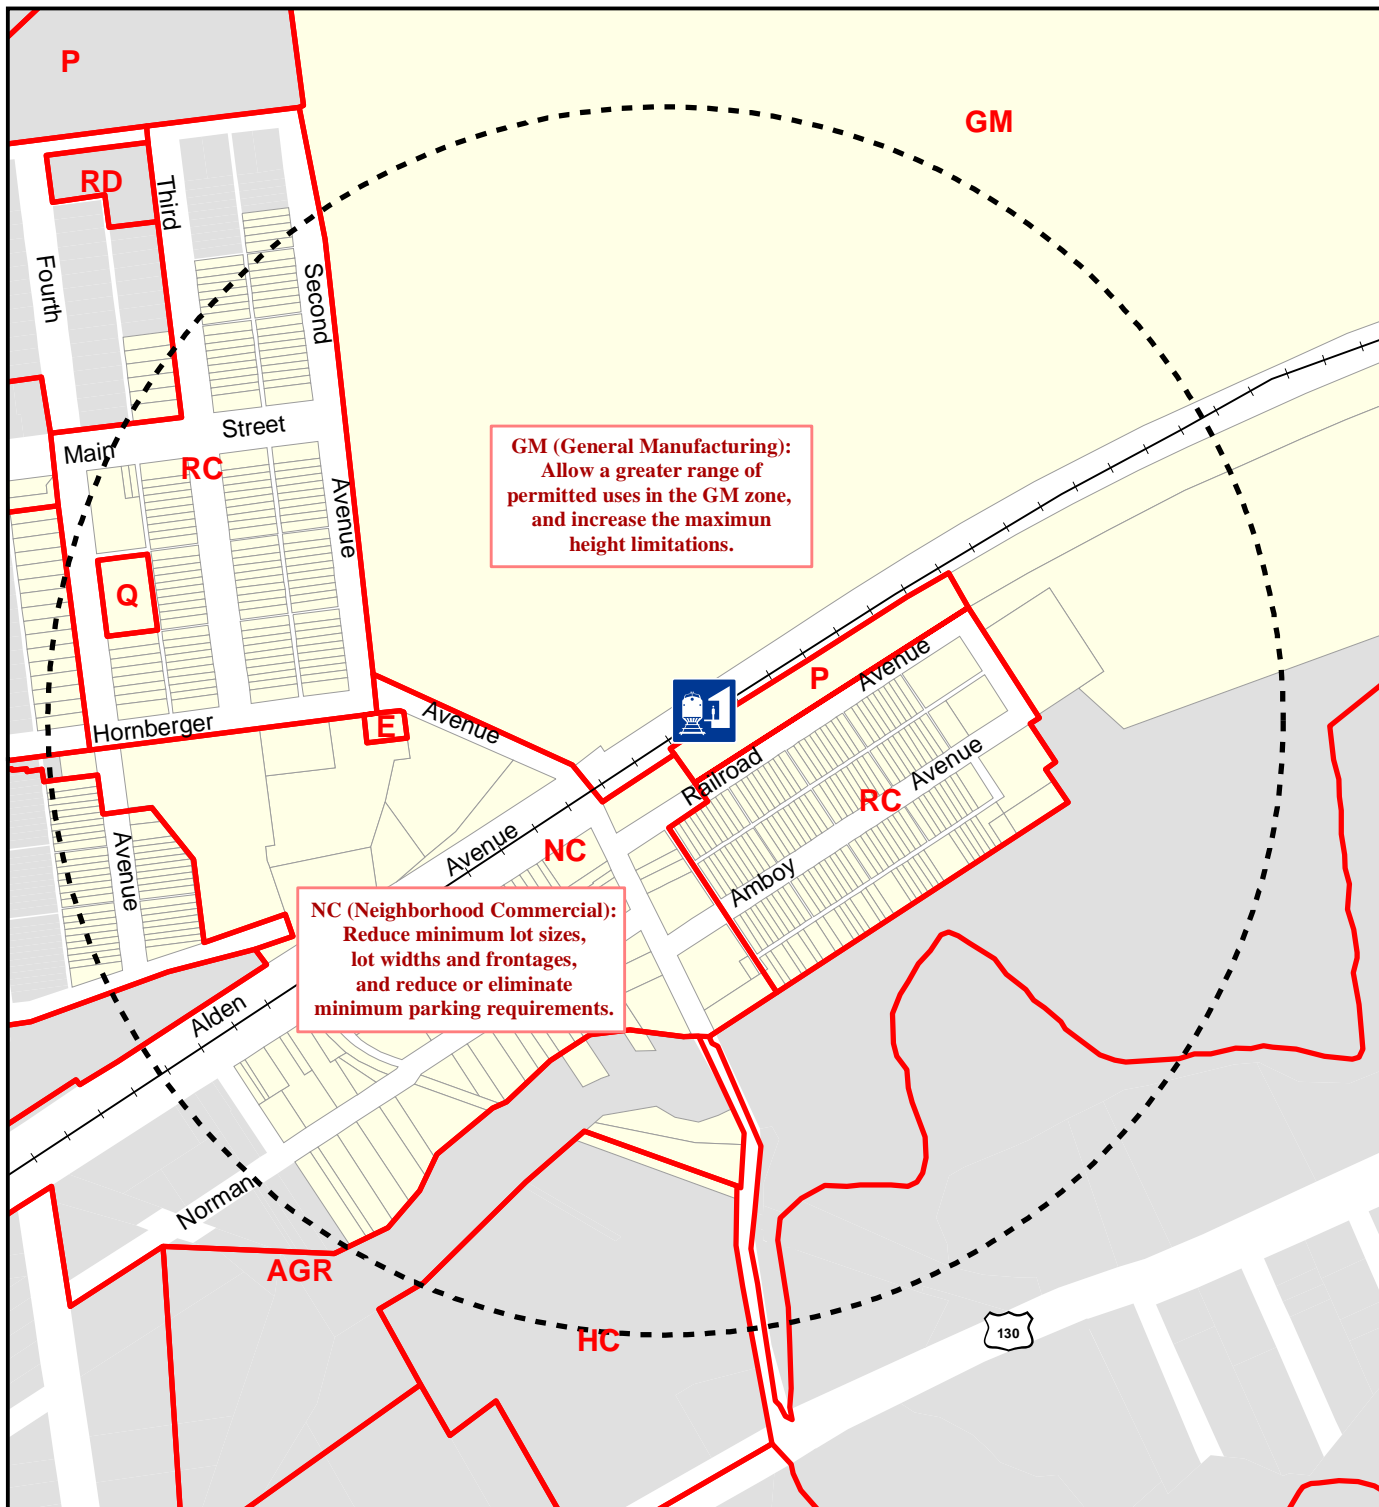 P
GM
RD
Third
Fourth
Second
Street
Main
RC
GM (General Manufacturing):
Allow a greater range of
permitted uses in the GM zone,
and increase the maximun
height limitations.
Avenue
Q
Avenue
P
Hornberger
E
Avenue
Railroad
Avenue
RC
Avenue
NC
Avenue
Amboy
NC (Neighborhood Commercial):
Reduce minimum lot sizes,
lot widths and frontages,
and reduce or eliminate
minimum parking requirements.
Alden
Norman
AGR
HC
130